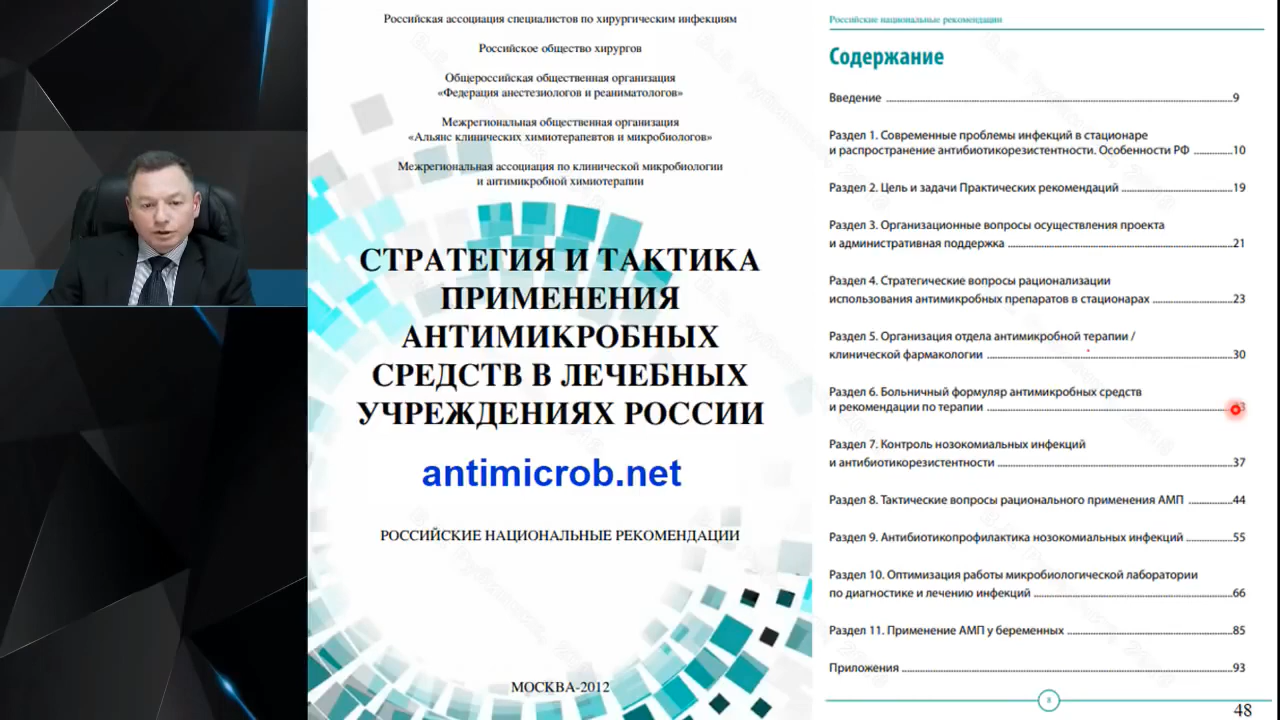 Российская ассоциация специалистов по хирургическим инфекциям
Российское общество хирургов
Общероссийская общественная организация
«Федерация анестезиологов и реаниматологов»
Межрегиональная общественная организация
«Альянс клинических химиотерапевтов и микробиологов»
Межрегиональная ассоциация по клинической микробиологии
и антимикробной химиотерапии
СТРАТЕГИЯ И ТАКТИКА
ПРИМЕНЕНИЯ
АНТИМИКРОБНЫХ
СРЕДСТВ В ЛЕЧЕБНЫХ
УЧРЕЖДЕНИЯХ РОССИИ
antimicrob.net
РОССИЙСКИЕ НАЦИОНАЛЬНЫЕ РЕКОМЕНДАЦИИ
МОСКВА-2012
Российские национальные рекомендации
Содержание
Введение 9
Раздел 1. Современные проблемы инфекций в стационаре
и распространение антибиотикорезистентности. Особенности РФ 10
Раздел 2. Цель и задачи Практических рекомендаций 19
Раздел 3. Организационные вопросы осуществления проекта
и административная поддержка 21
Раздел 4. Стратегические вопросы рационализации
использования антимикробных препаратов в стационарах 23
Раздел 5. Организация отдела антимикробной терапии /
клинической фармакологии 30
Раздел 6. Больничный формуляр антимикробных средств
и рекомендации по терапии
Раздел 7. Контроль нозокомиальных инфекций
и антибиотикорезистентности 37
Раздел 8. Тактические вопросы рационального применения АМП 44
Раздел 9. Антибиотикопрофилактика нозокомиальных инфекций 55
Раздел 10. Оптимизация работы микробиологической лаборатории
по диагностике и лечению инфекций 66
Раздел 11. Применение АМП у беременных 85
Приложения 93
8
48